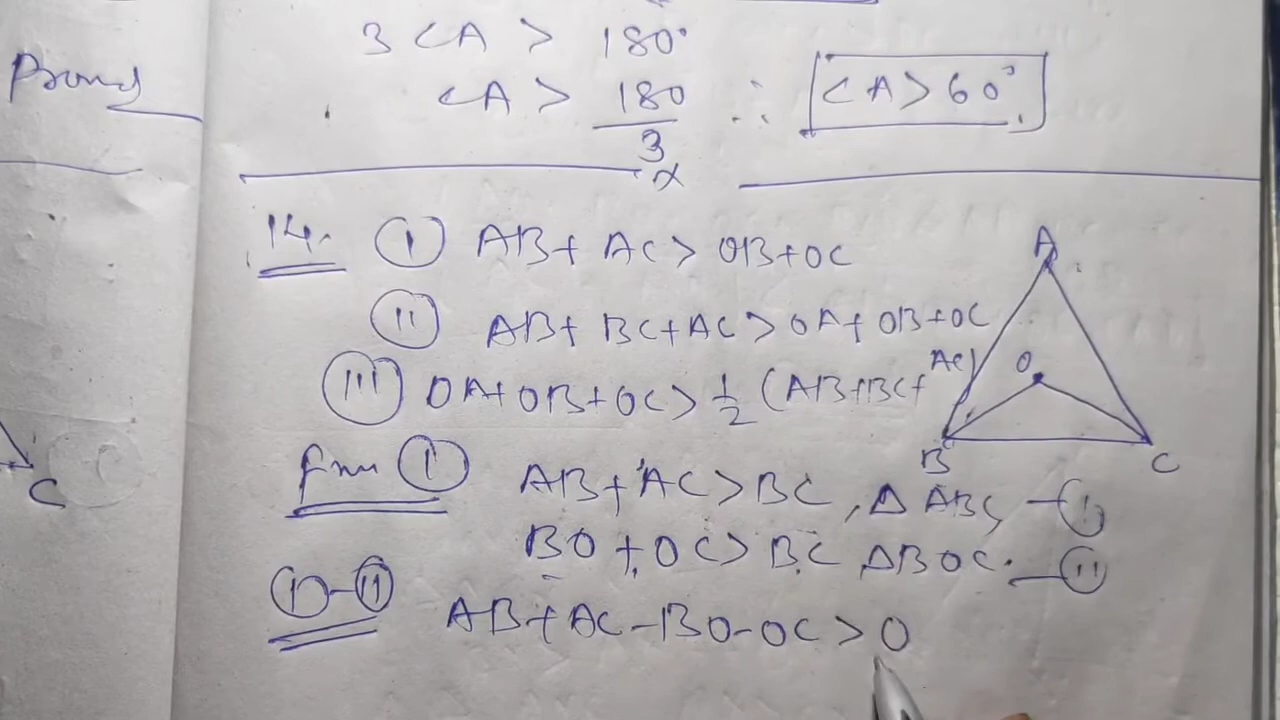 3 <A > 180°
Proved
<A > 180/3 ∴ <A > 60°
x
14. (I) AB + AC > OB + OC
(II) AB + BC + AC > OA + OB + OC
(III) OA + OB + OC > 1/2 (AB + BC + AC)
from (I) AB + AC > BC, Δ ABC, — (I)
BO + OC > BC ΔBOC. — (II)
(I) - (II)
AB + AC - BO - OC > 0
A
O
B
C
C